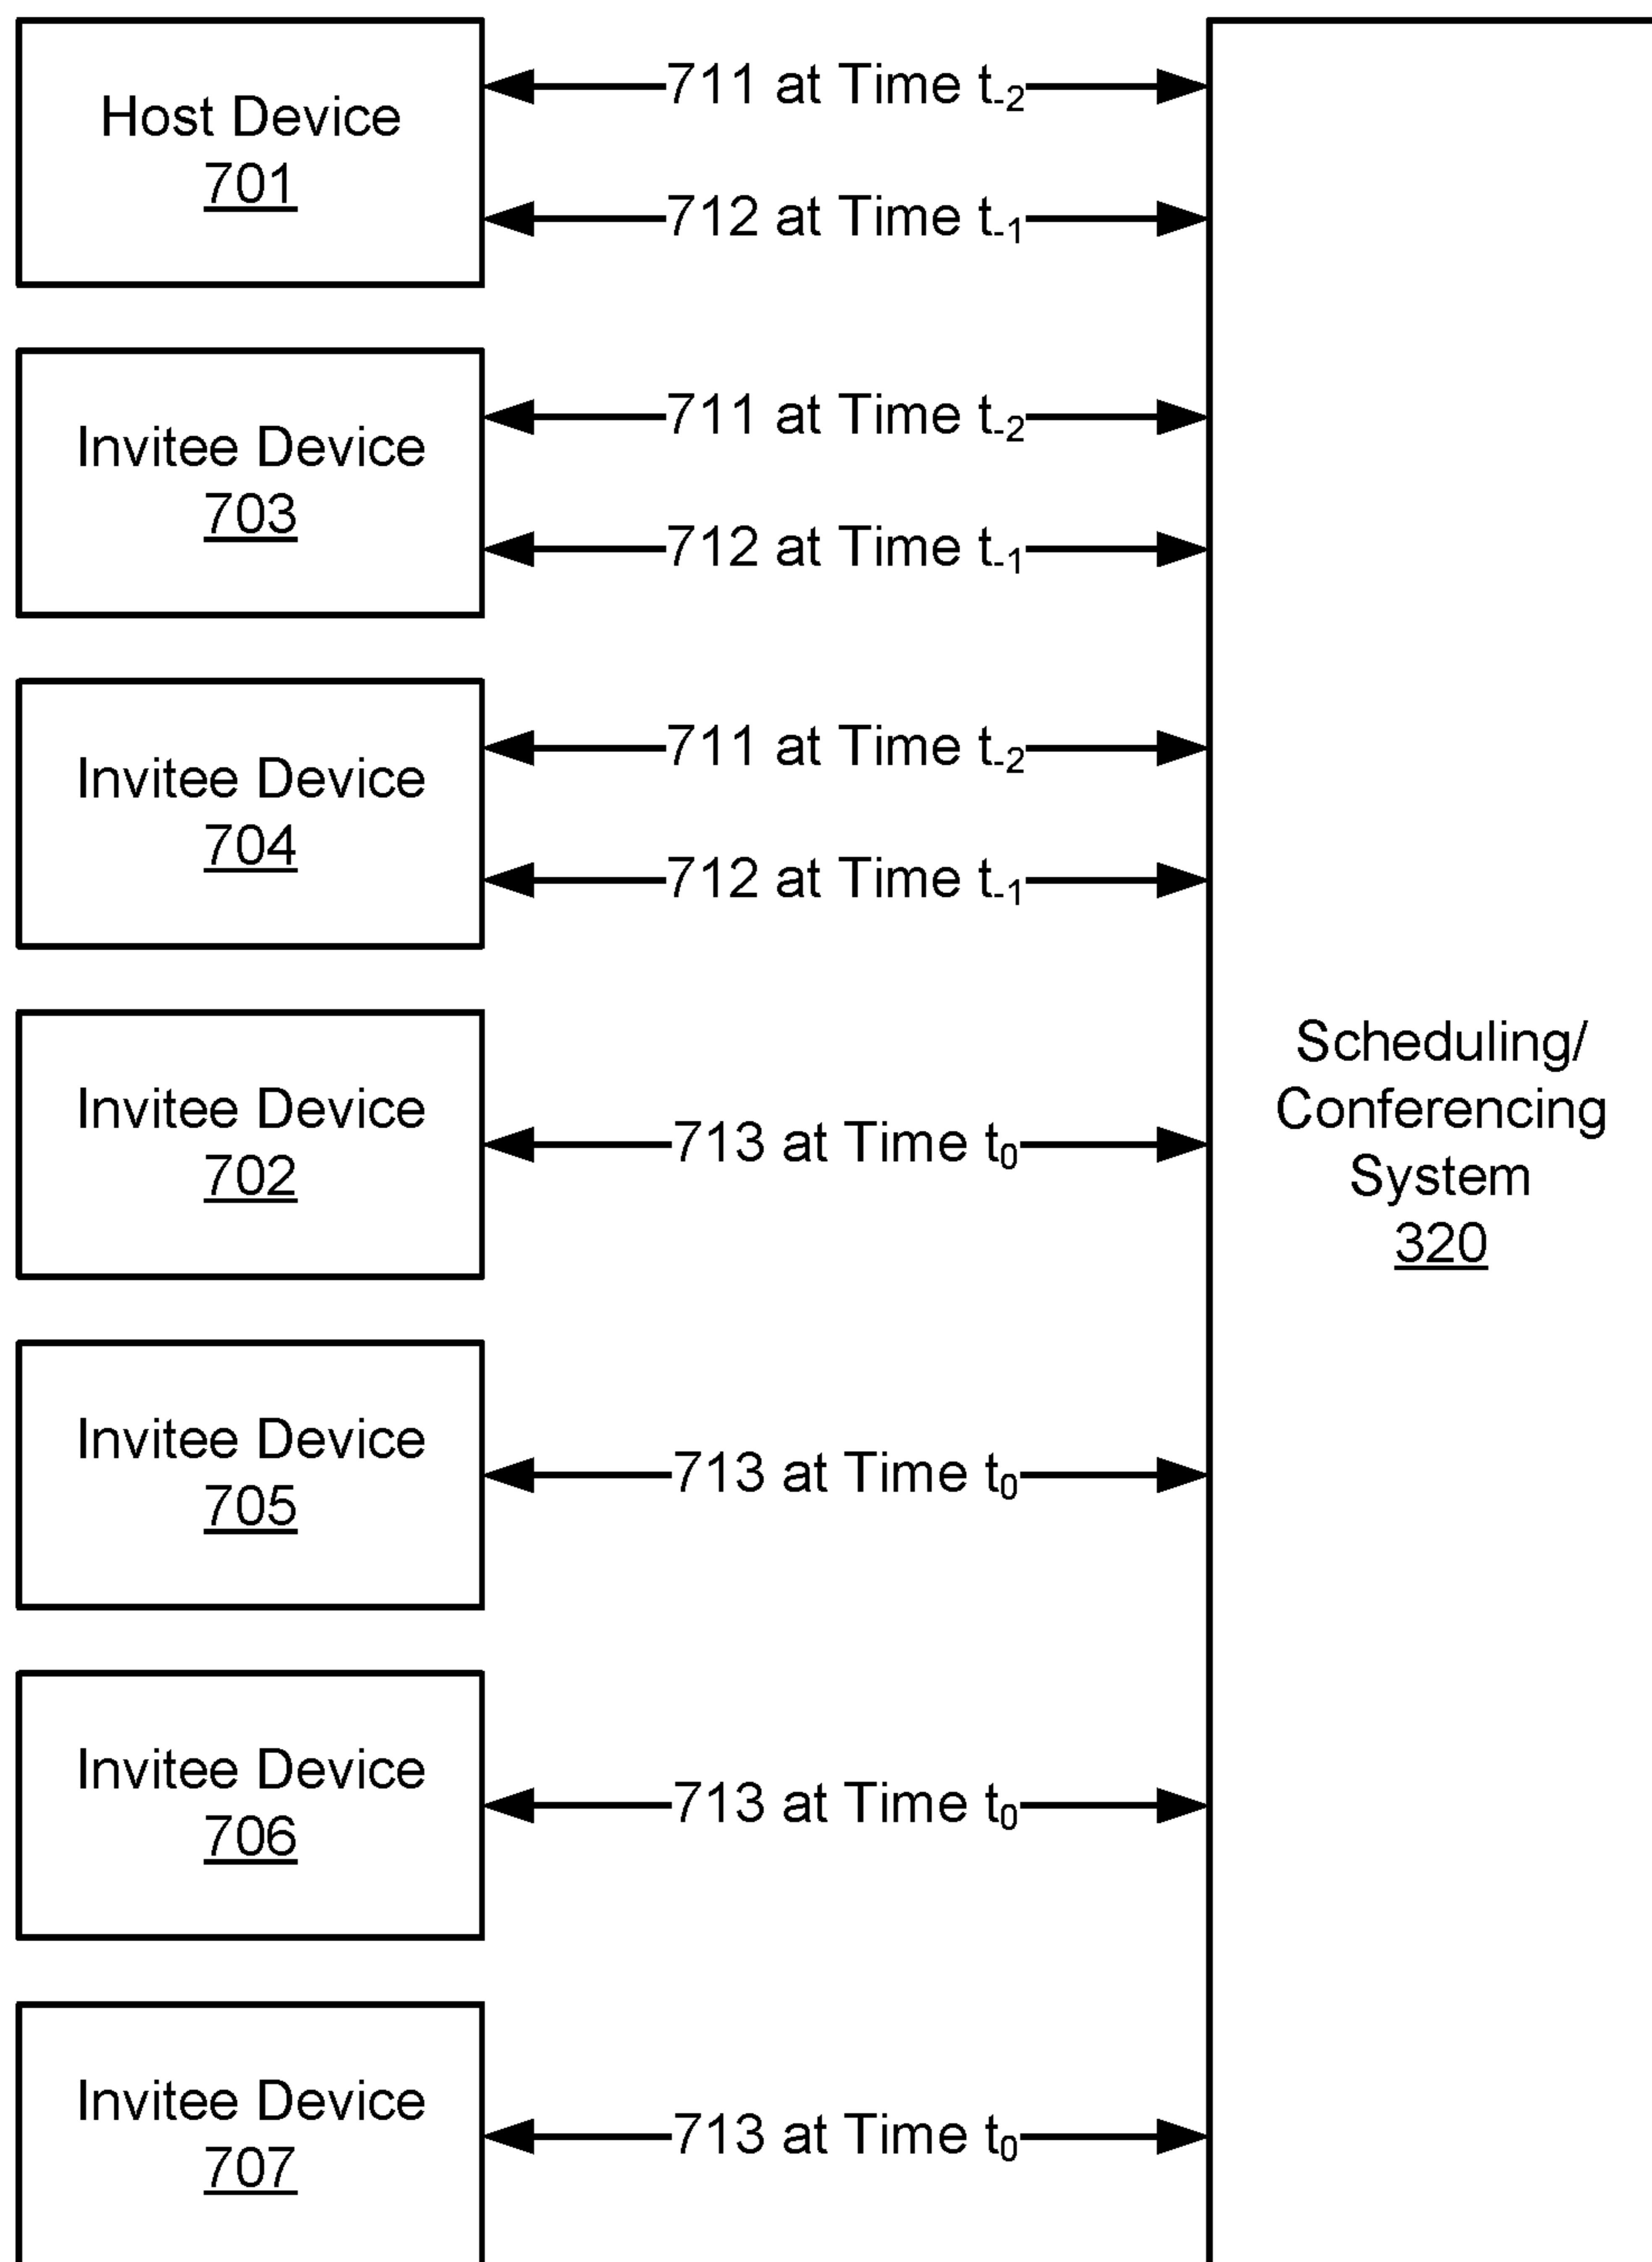 Host Device
701
711 at Time t-2
712 at Time t-1
Invitee Device
703
711 at Time t-2
712 at Time t-1
Invitee Device
704
711 at Time t-2
712 at Time t-1
Invitee Device
702
713 at Time t0
Scheduling/
Conferencing
System
320
Invitee Device
705
713 at Time t0
Invitee Device
706
713 at Time t0
Invitee Device
707
713 at Time t0